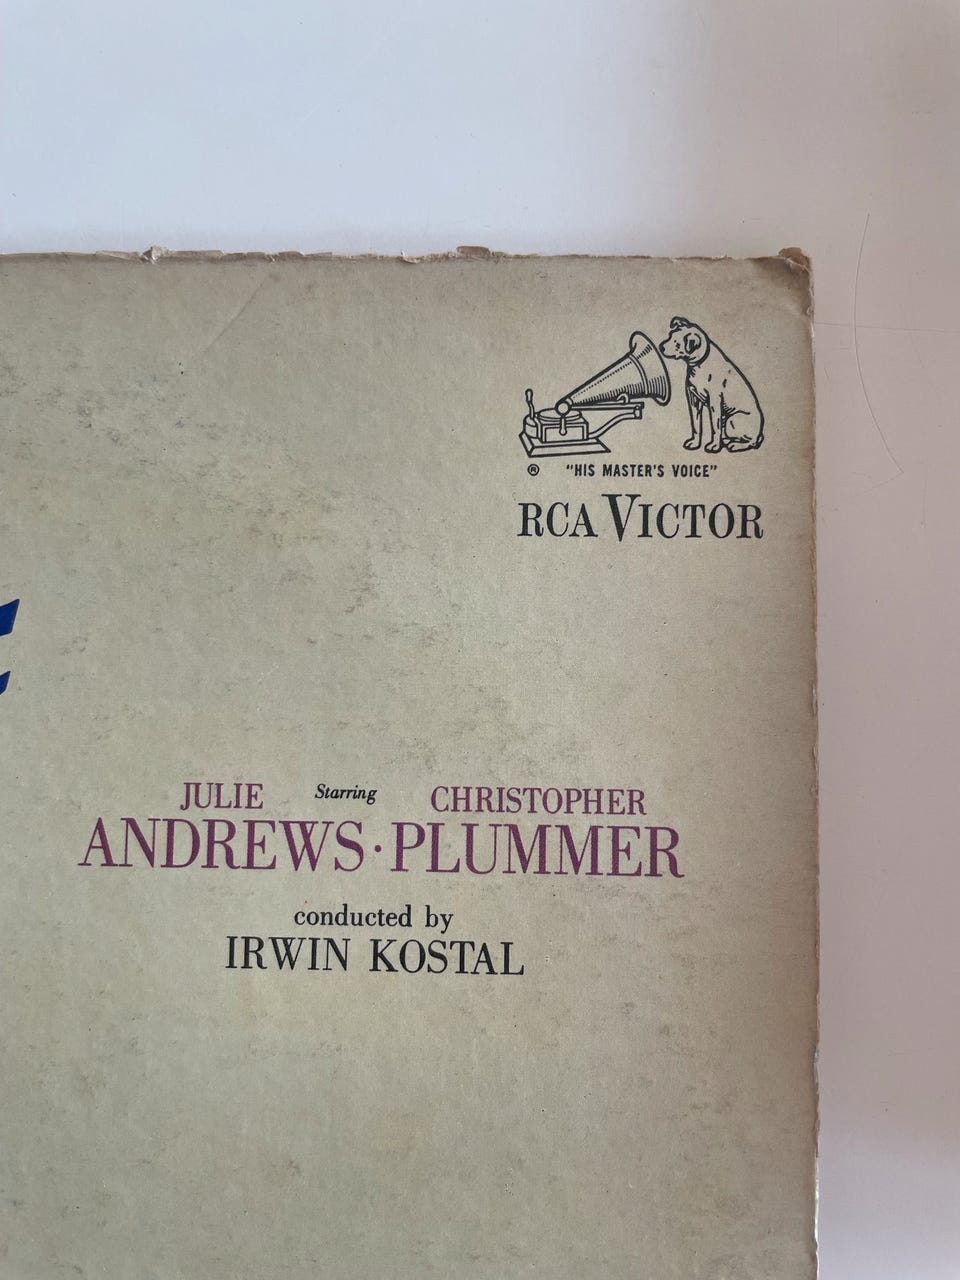 ® "HIS MASTER'S VOICE"
RCA VICTOR
JULIE Starring CHRISTOPHER
ANDREWS · PLUMMER
conducted by
IRWIN KOSTAL